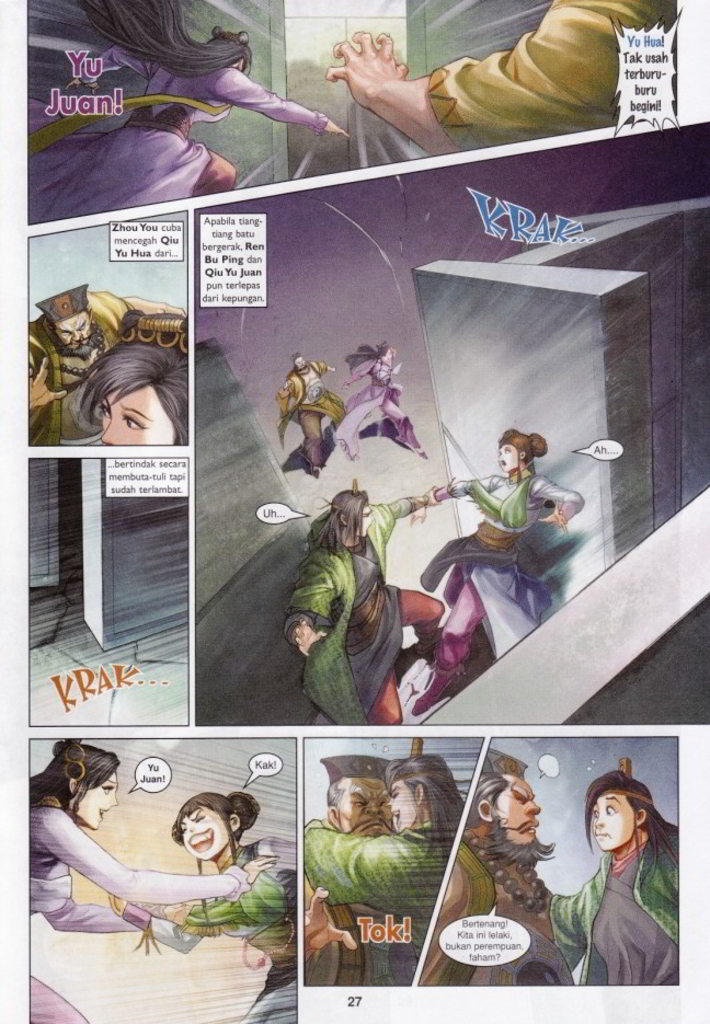 Yu
Juan!
Yu Hua!
Tak usah
terburu-
buru
begini!
Zhou You cuba
mencegah Qiu
Yu Hua dari...
Apabila tiang-
tiang batu
bergerak, Ren
Bu Ping dan
Qiu Yu Juan
pun terlepas
dari kepungan.
KRAK...
Ah....
Uh...
...bertindak secara
membuta-tuli tapi
sudah terlambat.
KRAK...
Yu
Juan!
Kak!
Tok!
Bertenang!
Kita ini lelaki,
bukan perempuan,
faham?
27